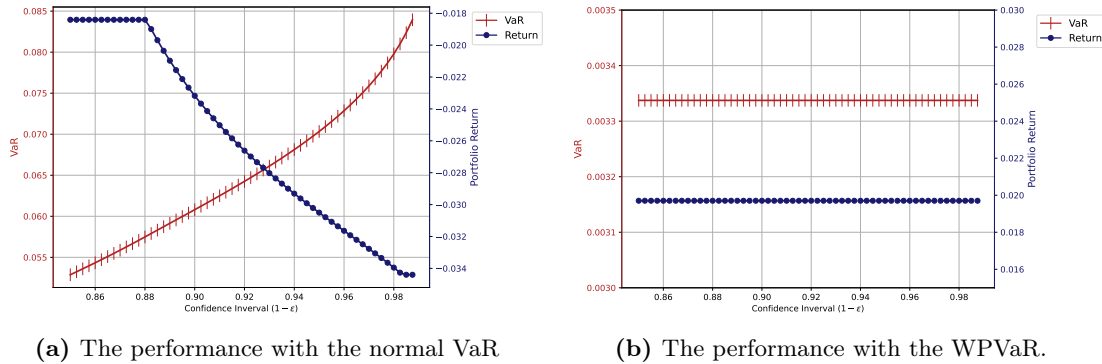 0.085
0.080
0.075
0.070
0.065
0.060
0.055
VaR
0.86 0.88 0.90 0.92 0.94 0.96 0.98
Confidence Inverval (1−ε)
−0.018
−0.020
−0.022
−0.024
−0.026
−0.028
−0.030
−0.032
−0.034
Portfolio Return
VaR
Return
(a) The performance with the normal VaR
0.0035
0.0034
0.0033
0.0032
0.0031
0.0030
VaR
0.86 0.88 0.90 0.92 0.94 0.96 0.98
Confidence Inverval (1−ε)
0.030
0.028
0.026
0.024
0.022
0.020
0.018
0.016
Portfolio Return
VaR
Return
(b) The performance with the WPVaR.